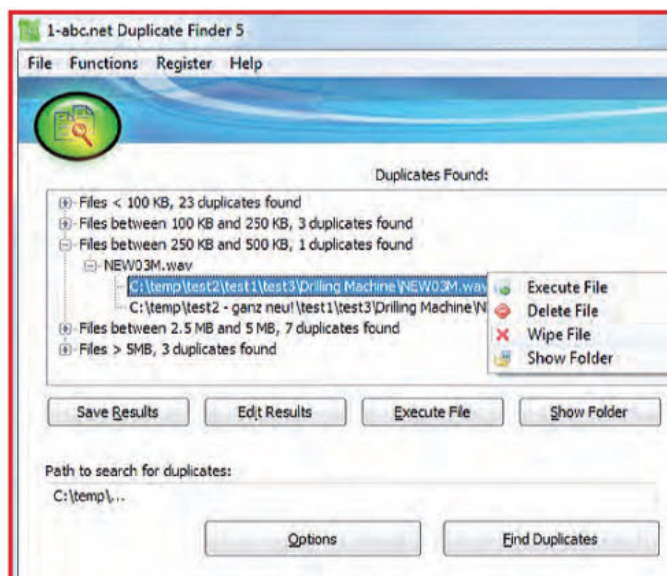 1-abc.net Duplicate Finder 5
File Functions Register Help
Duplicates Found:
Files < 100 KB, 23 duplicates found
Files between 100 KB and 250 KB, 3 duplicates found
Files between 250 KB and 500 KB, 1 duplicates found
NEW03M.wav
C:\temp\test2\test1\test3\Drilling Machine\NEW03M.wav
C:\temp\test2 - ganz neu!\test1\test3\Drilling Machine\N
Execute File
Delete File
Wipe File
Show Folder
Files between 2.5 MB and 5 MB, 7 duplicates found
Files > 5MB, 3 duplicates found
Save Results Edit Results Execute File Show Folder
Path to search for duplicates:
C:\temp\...
Options Find Duplicates